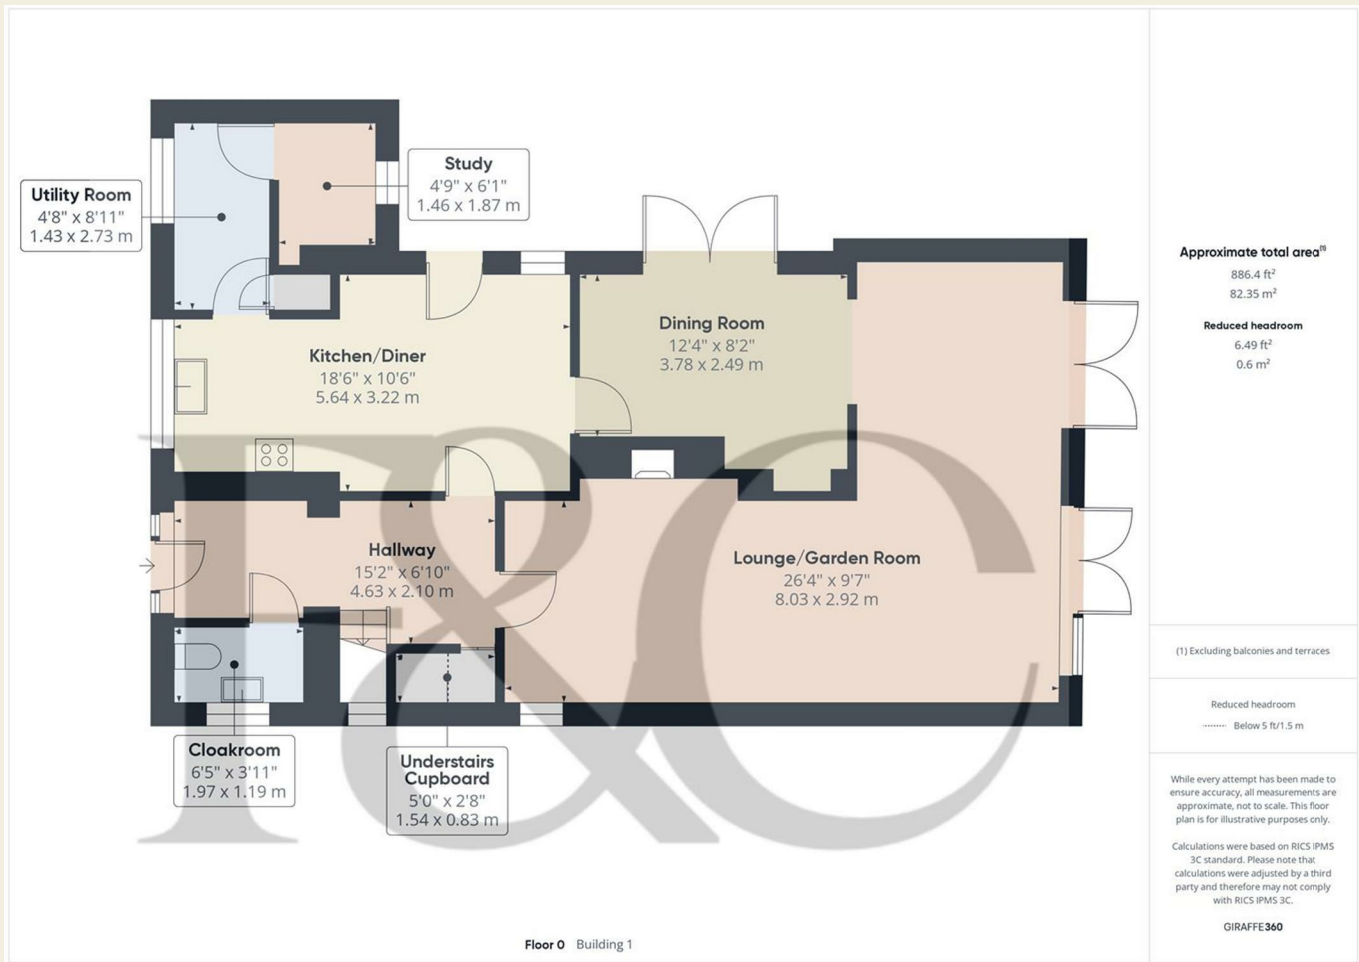 Utility Room
4'8" x 8'11"
1.43 x 2.73 m
Study
4'9" x 6'1"
1.46 x 1.87 m
Kitchen/Diner
18'6" x 10'6"
5.64 x 3.22 m
Dining Room
12'4" x 8'2"
3.78 x 2.49 m
Hallway
15'2" x 6'10"
4.63 x 2.10 m
Lounge/Garden Room
26'4" x 9'7"
8.03 x 2.92 m
Cloakroom
6'5" x 3'11"
1.97 x 1.19 m
Understairs
Cupboard
5'0" x 2'8"
1.54 x 0.83 m
F&C
Floor 0 Building 1
Approximate total area(1)
886.4 ft²
82.35 m²
Reduced headroom
6.49 ft²
0.6 m²
(1) Excluding balconies and terraces
Reduced headroom
Below 5 ft/1.5 m
While every attempt has been made to
ensure accuracy, all measurements are
approximate, not to scale. This floor
plan is for illustrative purposes only.
Calculations were based on RICS IPMS
3C standard. Please note that
calculations were adjusted by a third
party and therefore may not comply
with RICS IPMS 3C.
GIRAFFE360